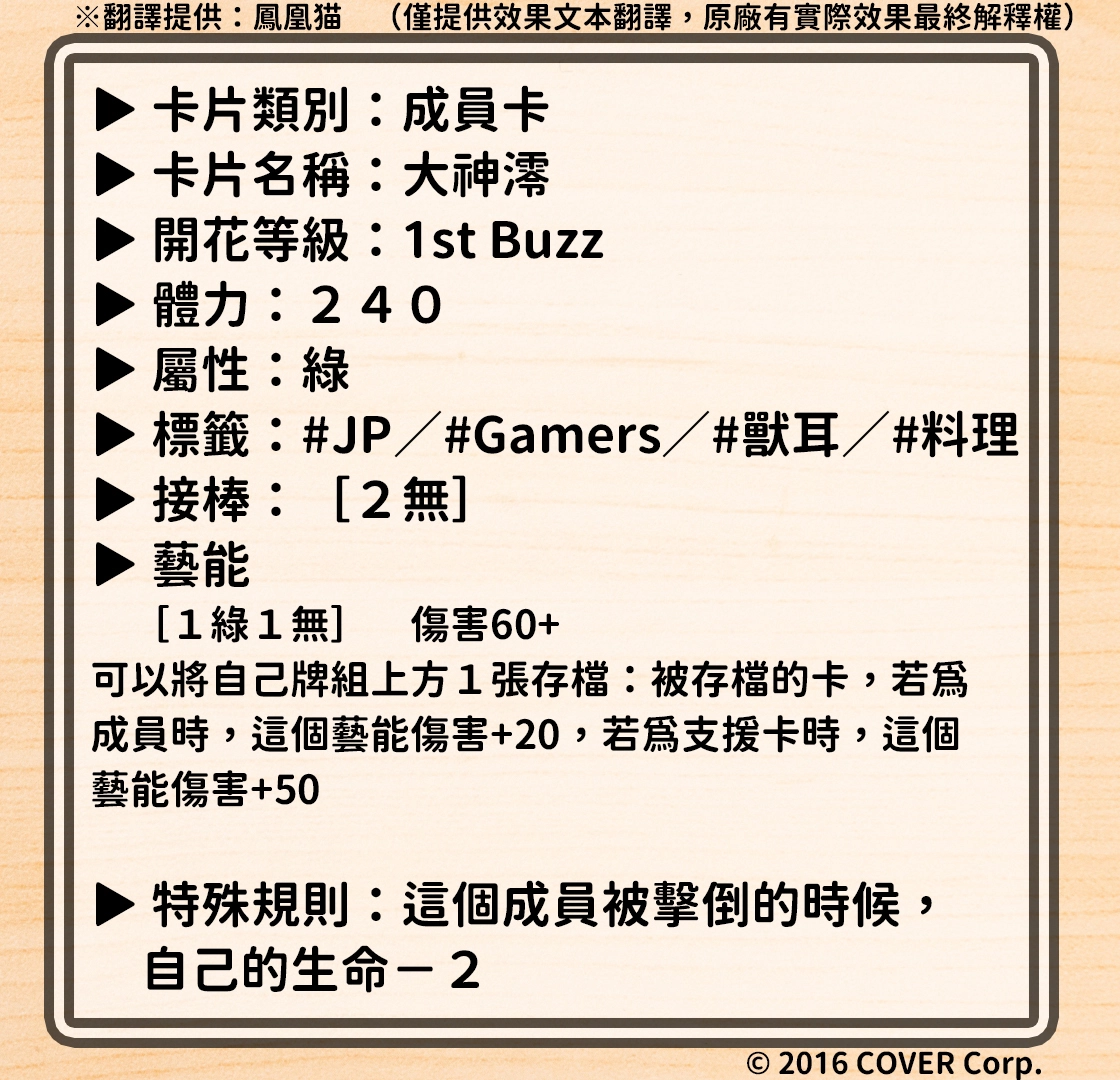 ※翻譯提供：鳳凰猫　（僅提供效果文本翻譯，原廠有實際效果最終解釋權）
▶ 卡片類別：成員卡
▶ 卡片名稱：大神澪
▶ 開花等級：1st Buzz
▶ 體力：２４０
▶ 屬性：綠
▶ 標籤：#JP／#Gamers／#獸耳／#料理
▶ 接棒：［２無］
▶ 藝能
［１綠１無］　傷害60+
可以將自己牌組上方１張存檔：被存檔的卡，若爲
成員時，這個藝能傷害+20，若爲支援卡時，這個
藝能傷害+50
▶ 特殊規則：這個成員被擊倒的時候，
自己的生命－２
© 2016 COVER Corp.